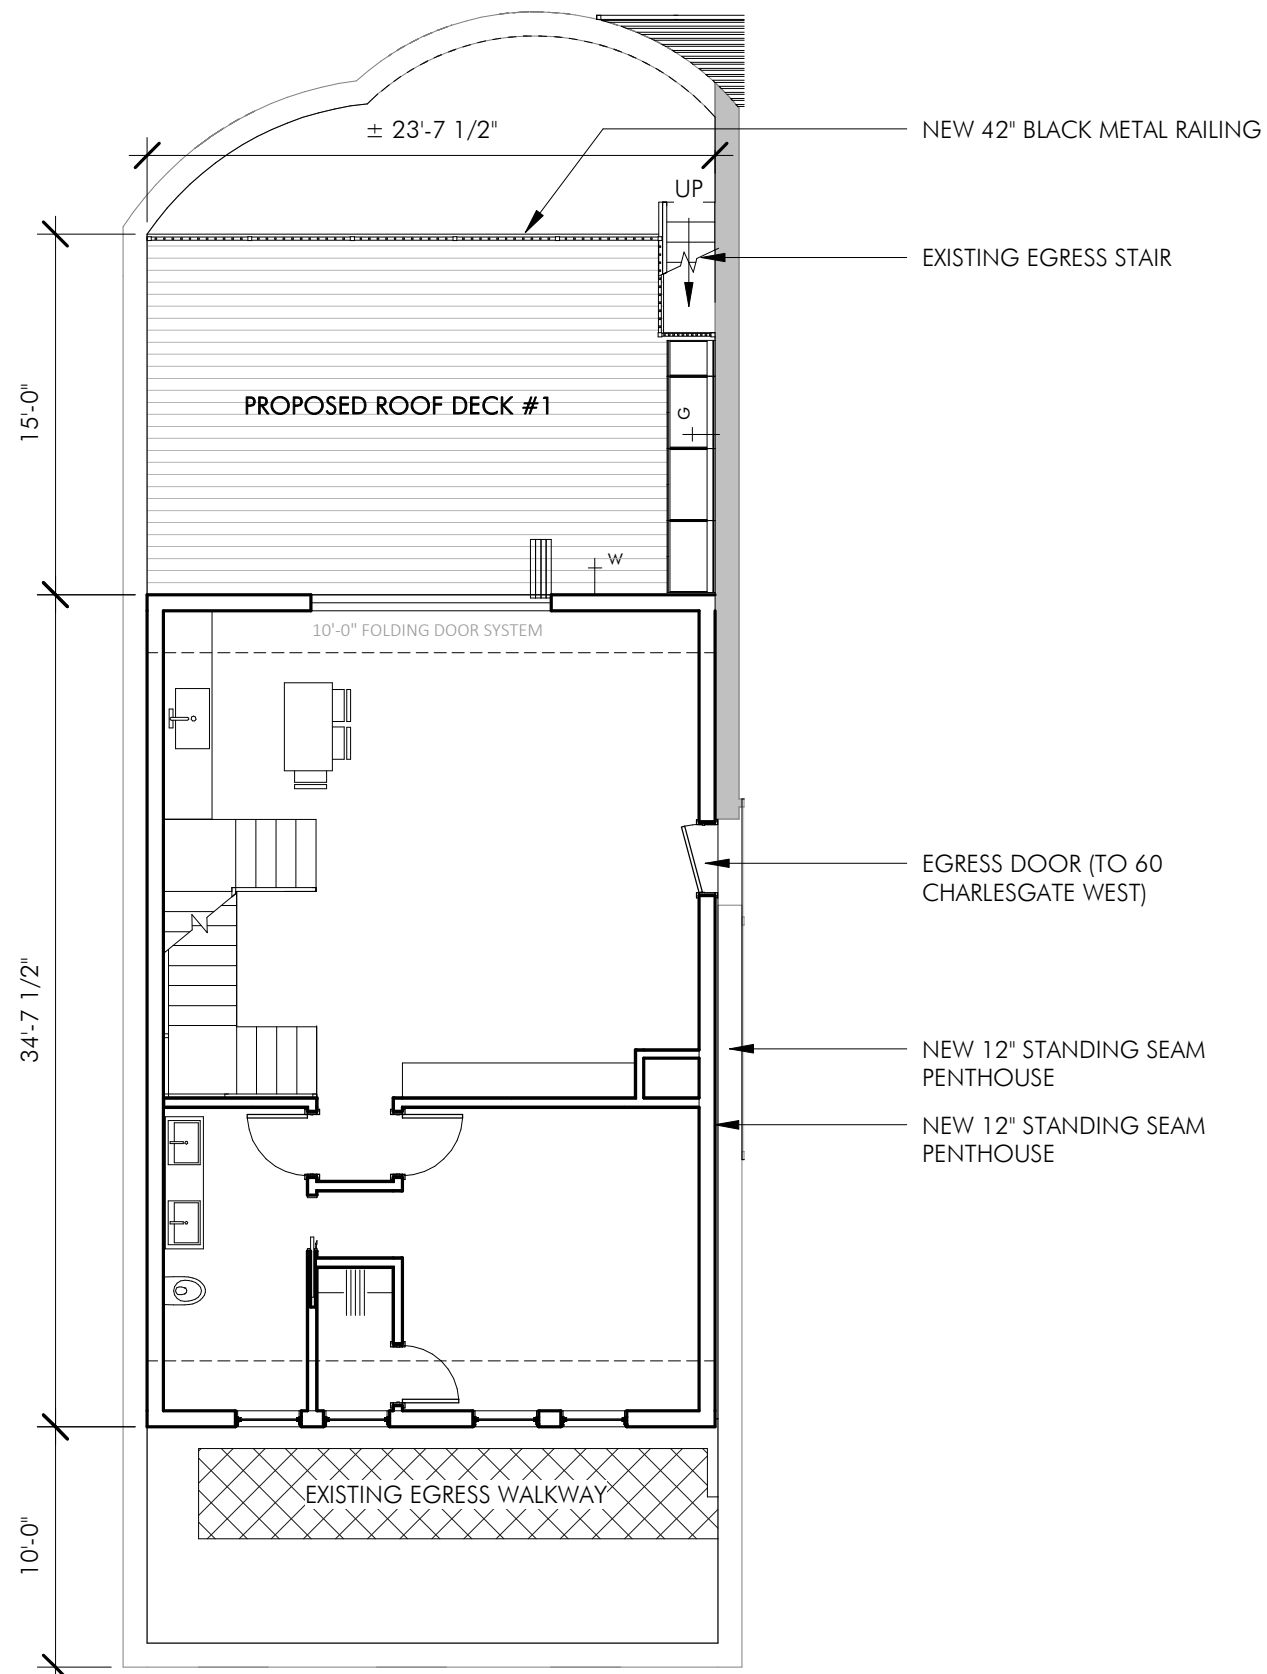 ± 23'-7 1/2"
NEW 42" BLACK METAL RAILING
UP
EXISTING EGRESS STAIR
15'-0"
PROPOSED ROOF DECK #1
G
W
10'-0" FOLDING DOOR SYSTEM
EGRESS DOOR (TO 60
CHARLESGATE WEST)
34'-7 1/2"
NEW 12" STANDING SEAM
PENTHOUSE
NEW 12" STANDING SEAM
PENTHOUSE
EXISTING EGRESS WALKWAY
10'-0"